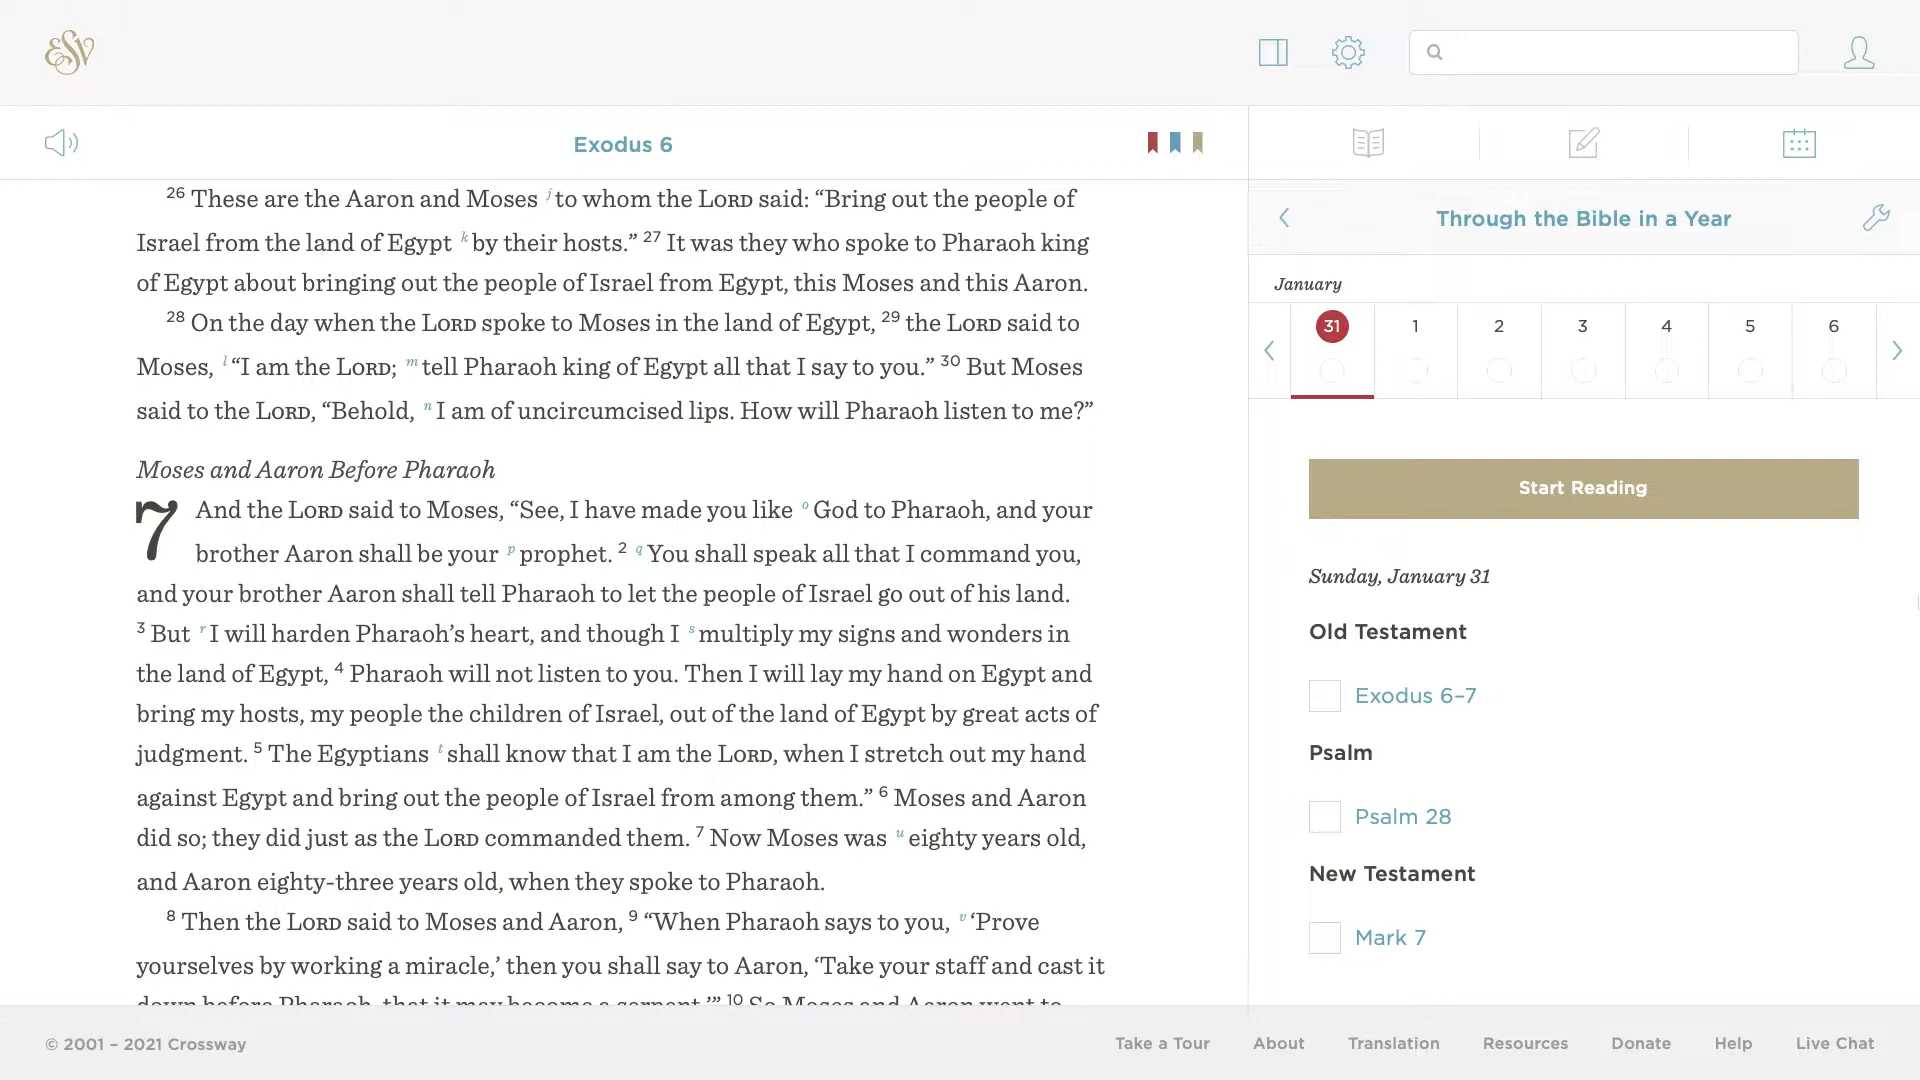 ESV
Exodus 6
26 These are the Aaron and Moses j to whom the LORD said: “Bring out the people of
Israel from the land of Egypt k by their hosts.” 27 It was they who spoke to Pharaoh king
of Egypt about bringing out the people of Israel from Egypt, this Moses and this Aaron.
28 On the day when the LORD spoke to Moses in the land of Egypt, 29 the LORD said to
Moses, l “I am the LORD; m tell Pharaoh king of Egypt all that I say to you.” 30 But Moses
said to the LORD, “Behold, n I am of uncircumcised lips. How will Pharaoh listen to me?”
Moses and Aaron Before Pharaoh
7 And the LORD said to Moses, “See, I have made you like o God to Pharaoh, and your
brother Aaron shall be your p prophet. 2 q You shall speak all that I command you,
and your brother Aaron shall tell Pharaoh to let the people of Israel go out of his land.
3 But r I will harden Pharaoh’s heart, and though I s multiply my signs and wonders in
the land of Egypt, 4 Pharaoh will not listen to you. Then I will lay my hand on Egypt and
bring my hosts, my people the children of Israel, out of the land of Egypt by great acts of
judgment. 5 The Egyptians t shall know that I am the LORD, when I stretch out my hand
against Egypt and bring out the people of Israel from among them.” 6 Moses and Aaron
did so; they did just as the LORD commanded them. 7 Now Moses was u eighty years old,
and Aaron eighty-three years old, when they spoke to Pharaoh.
8 Then the LORD said to Moses and Aaron, 9 “When Pharaoh says to you, v ‘Prove
yourselves by working a miracle,’ then you shall say to Aaron, ‘Take your staff and cast it
down before Pharaoh, that it may become a serpent.’” 10 So Moses and Aaron went to
Through the Bible in a Year
January
31 1 2 3 4 5 6
Start Reading
Sunday, January 31
Old Testament
Exodus 6–7
Psalm
Psalm 28
New Testament
Mark 7
© 2001 – 2021 Crossway
Take a Tour About Translation Resources Donate Help Live Chat